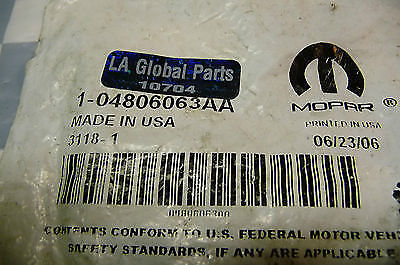 LA Global Parts
10704
1-04806063AA
MOPAR ®
MADE IN USA
PRINTED IN USA
3118-1
06/23/06
04806063AA
CONTENTS CONFORM TO U.S. FEDERAL MOTOR VEH
SAFETY STANDARDS, IF ANY ARE APPLICABLE